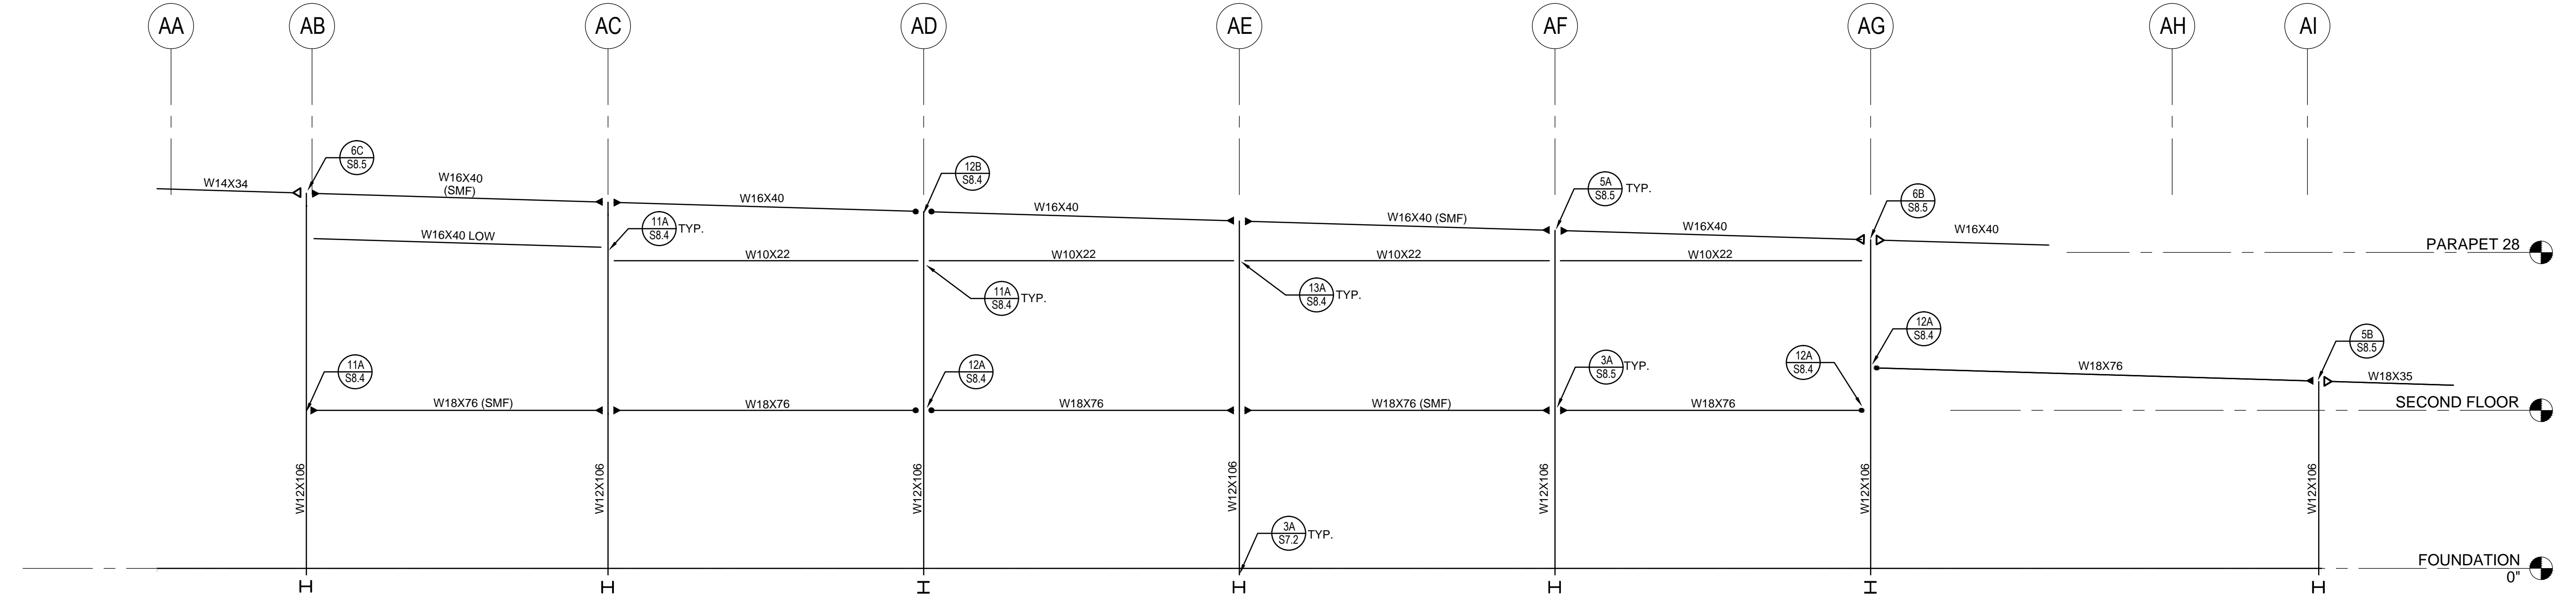 AA
AB
AC
AD
AE
AF
AG
AH
AI
6C
S8.5
W14X34
W16X40
(SMF)
W16X40
12B
S8.4
W16X40
W16X40 (SMF)
5A
S8.5
TYP.
W16X40
6B
S8.5
W16X40
W16X40 LOW
11A
S8.4
TYP.
W10X22
W10X22
W10X22
W10X22
PARAPET 28
11A
S8.4
TYP.
13A
S8.4
TYP.
11A
S8.4
12A
S8.4
3A
S8.5
TYP.
12A
S8.4
12A
S8.4
5B
S8.5
W18X76
W18X35
W18X76 (SMF)
W18X76
W18X76
W18X76 (SMF)
W18X76
SECOND FLOOR
W12X106
W12X106
W12X106
W12X106
W12X106
W12X106
W12X106
3A
S7.2
TYP.
FOUNDATION
0"